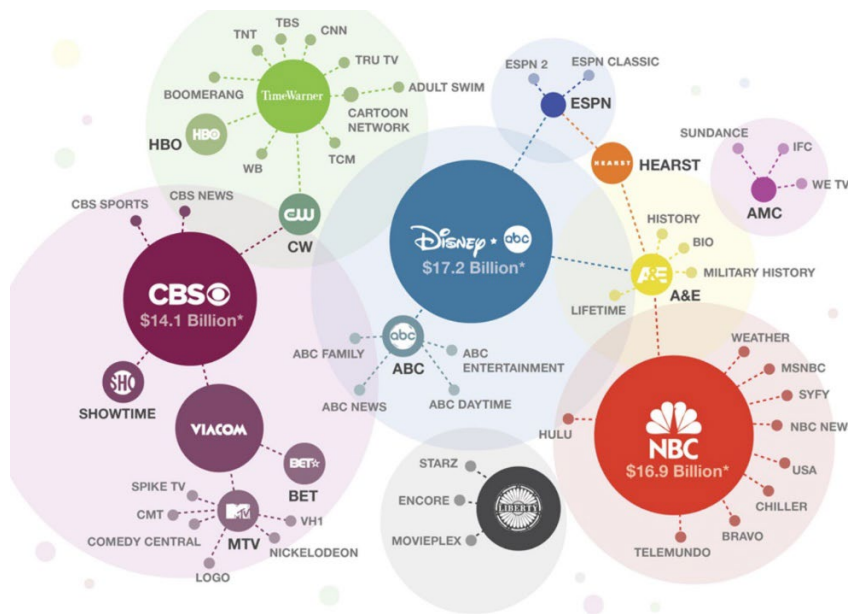 TBS
CNN
TNT
TRU TV
TimeWarner
BOOMERANG
ADULT SWIM
CARTOON
NETWORK
HBO
HBO
WB
TCM
CW
CW
ESPN 2
ESPN CLASSIC
ESPN
HEARST
HEARST
SUNDANCE
IFC
WE TV
AMC
CBS SPORTS
CBS NEWS
CBS
$14.1 Billion*
SHO
SHOWTIME
VIACOM
BET
BET
SPIKE TV
CMT
COMEDY CENTRAL
LOGO
MTV
MTV
VH1
NICKELODEON
Disney
abc
$17.2 Billion*
abc
ABC
ABC FAMILY
ABC
ENTERTAINMENT
ABC NEWS
ABC DAYTIME
HISTORY
BIO
MILITARY HISTORY
LIFETIME
A&E
A&E
STARZ
ENCORE
MOVIEPLEX
LIBERTY
HULU
NBC
$16.9 Billion*
WEATHER
MSNBC
SYFY
NBC NEW
USA
CHILLER
BRAVO
TELEMUNDO